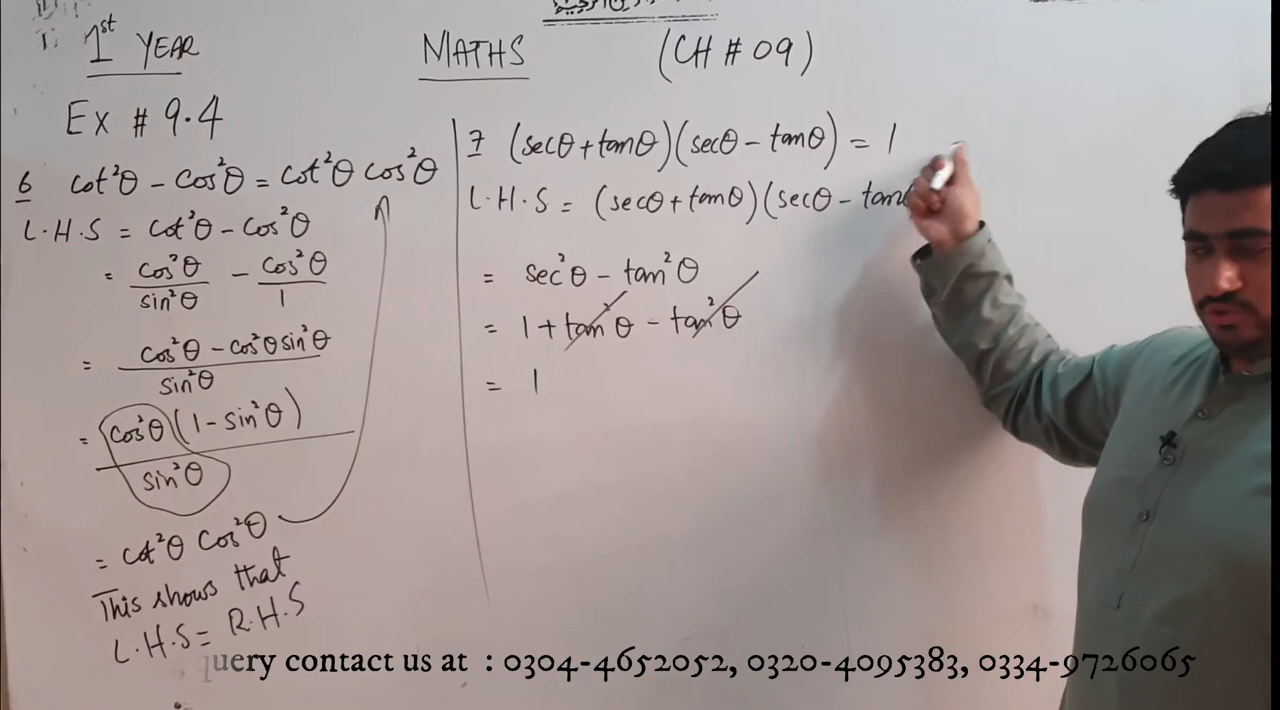 1st YEAR
MATHS
(CH # 09)
Ex # 9.4
6 cot²θ - Cos²θ = cot²θ cos²θ
L.H.S = cot²θ - Cos²θ
= Cos²θ/sin²θ - Cos²θ/1
= Cos²θ - Cos²θ sin²θ/Sin²θ
= Cos²θ(1 - Sin²θ)/Sin²θ
= cot²θ Cos²θ
This shows that
L.H.S = R.H.S
7 (secθ + tanθ)(secθ - tanθ) = 1
L.H.S = (secθ + tanθ)(secθ - tan
= sec²θ - tan²θ
= 1 + tan²θ - tan²θ
= 1
query contact us at : 0304-4652052, 0320-4095383, 0334-9726065